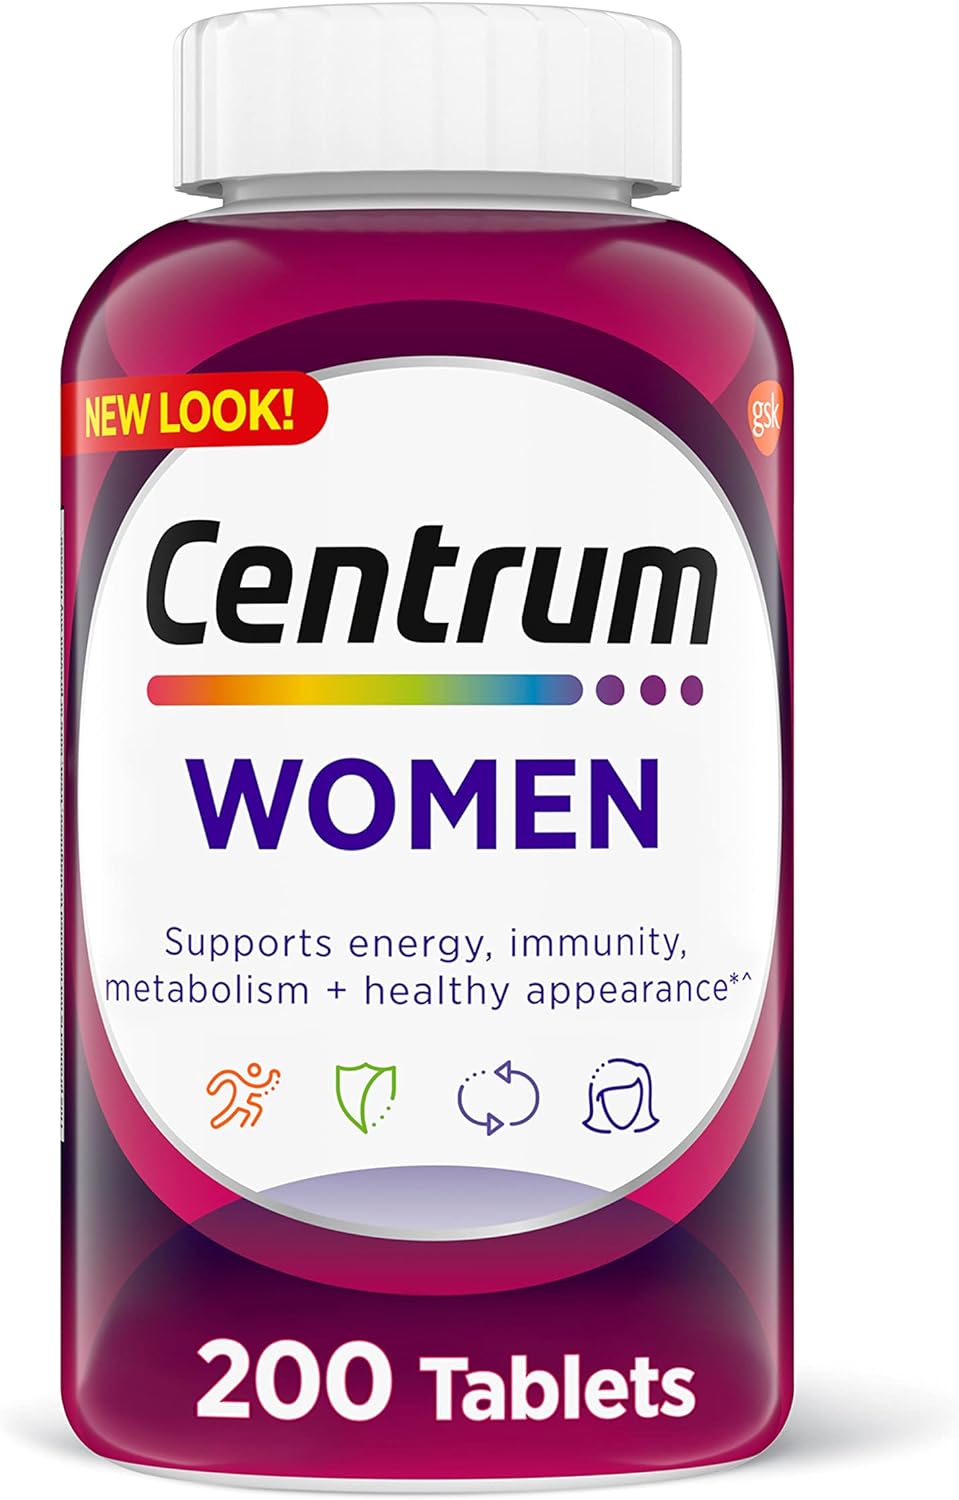 NEW LOOK!
gsk
Centrum
WOMEN
Supports energy, immunity,
metabolism + healthy appearance*^
200 Tablets